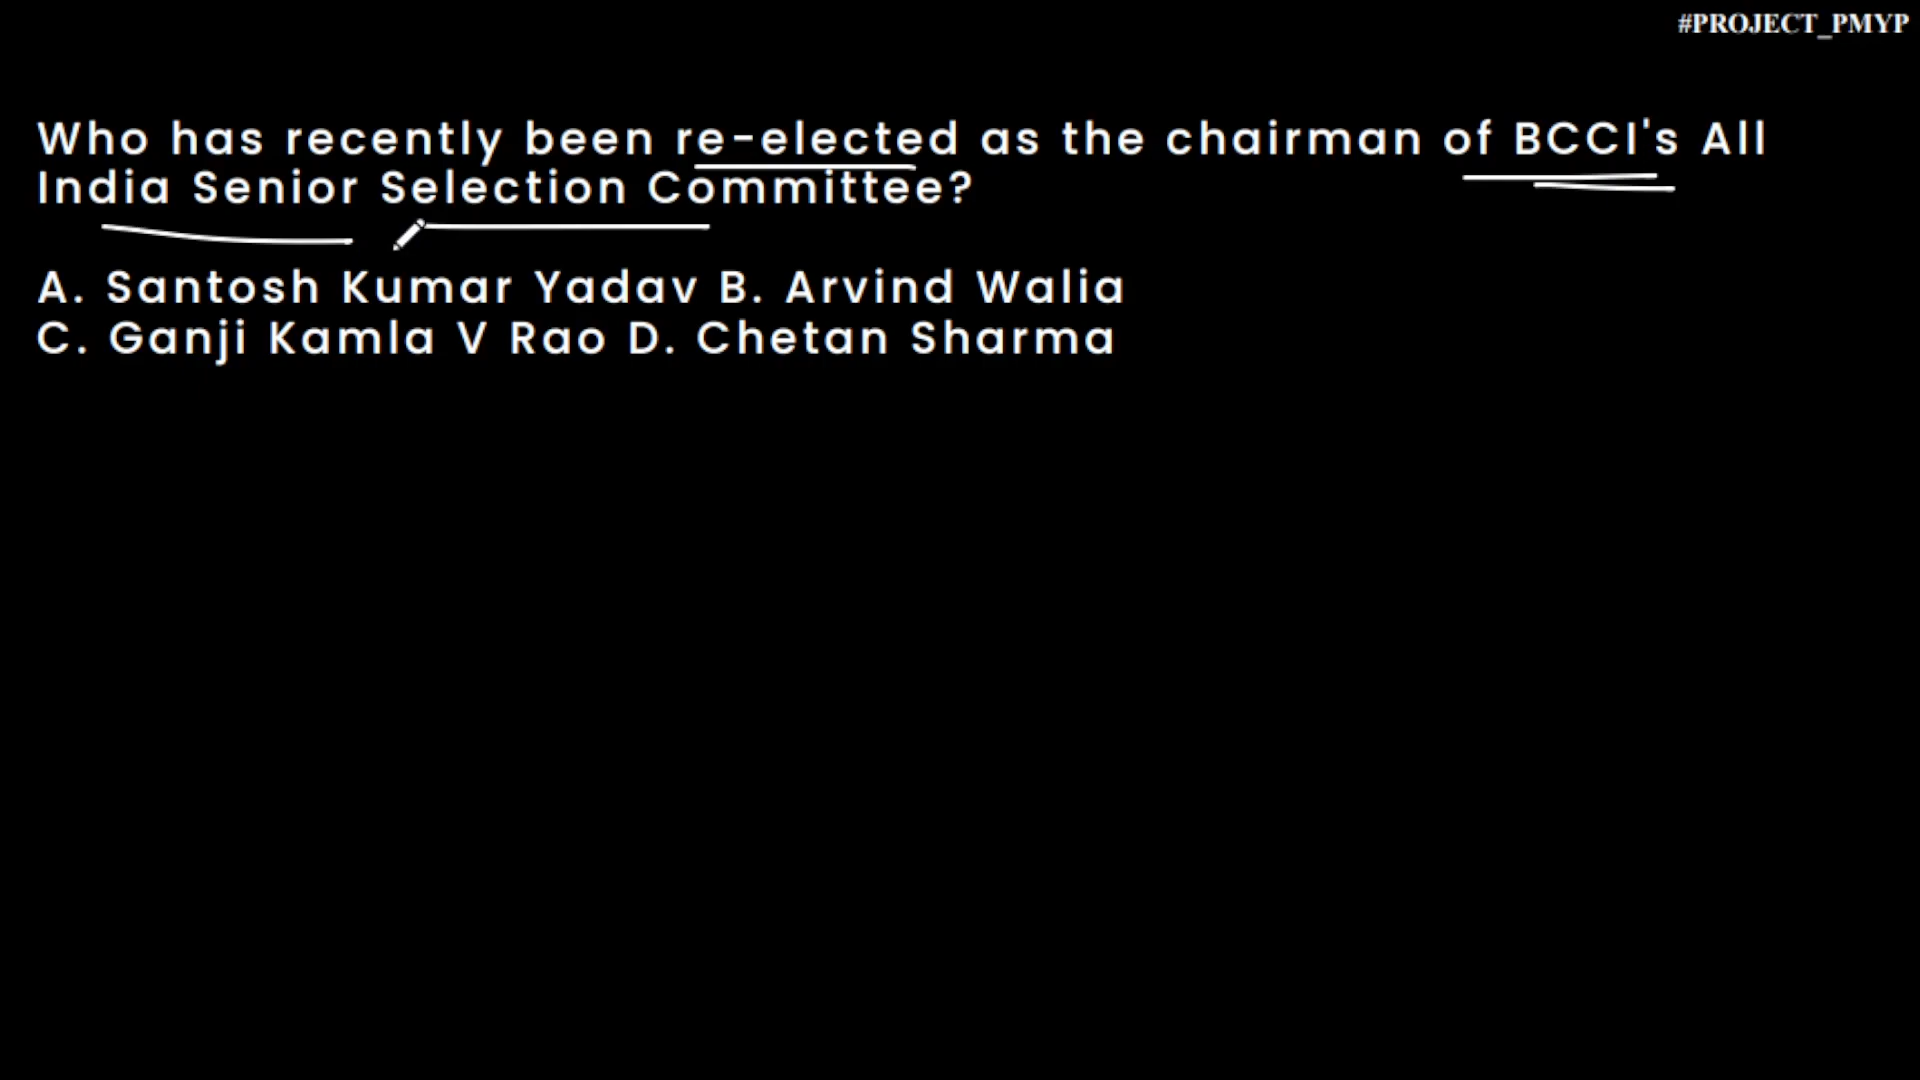 #PROJECT_PMYP
Who has recently been re-elected as the chairman of BCCI's All
India Senior Selection Committee?
A. Santosh Kumar Yadav B. Arvind Walia
C. Ganji Kamla V Rao D. Chetan Sharma